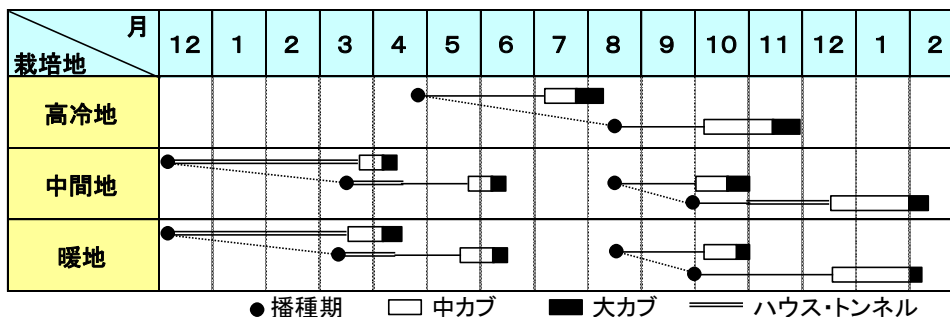 月
栽培地
12 1 2 3 4 5 6 7 8 9 10 11 12 1 2
高冷地
中間地
暖地
播種期 中カブ 大カブ ハウス・トンネル